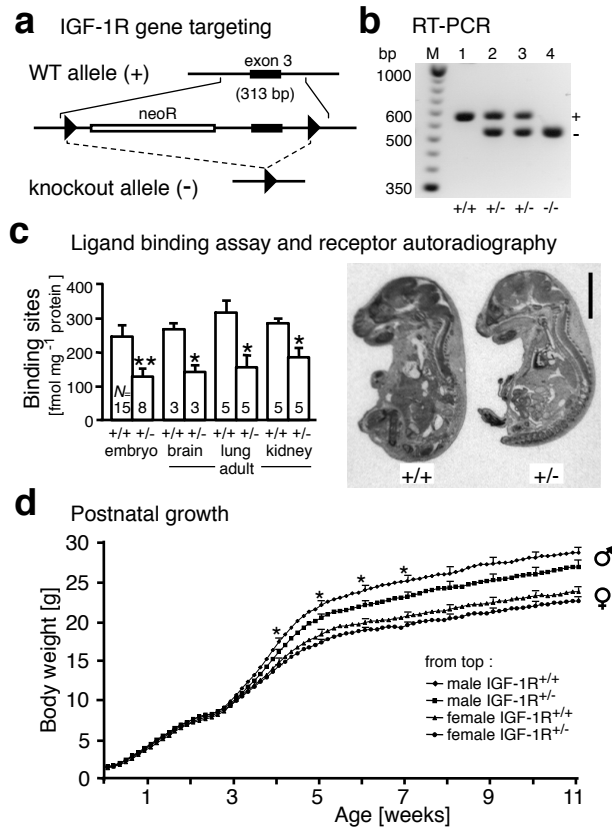 a IGF-1R gene targeting
WT allele (+)
exon 3
(313 bp)
neoR
knockout allele (-)
b RT-PCR
bp M 1 2 3 4
1000
600
500
350
+
-
+/+ +/- +/- -/-
c Ligand binding assay and receptor autoradiography
Binding sites
[fmol mg-1 protein]
400
300
200
100
0
** * * *
N=
15 8 3 3 5 5 5 5
+/+ +/- +/+ +/- +/+ +/- +/+ +/-
embryo brain lung kidney
adult
+/+ +/-
d Postnatal growth
Body weight [g]
30
25
20
15
10
5
0
* * * *
♂
♀
from top :
male IGF-1R+/+
male IGF-1R+/-
female IGF-1R+/+
female IGF-1R+/-
1 3 5 7 9 11
Age [weeks]